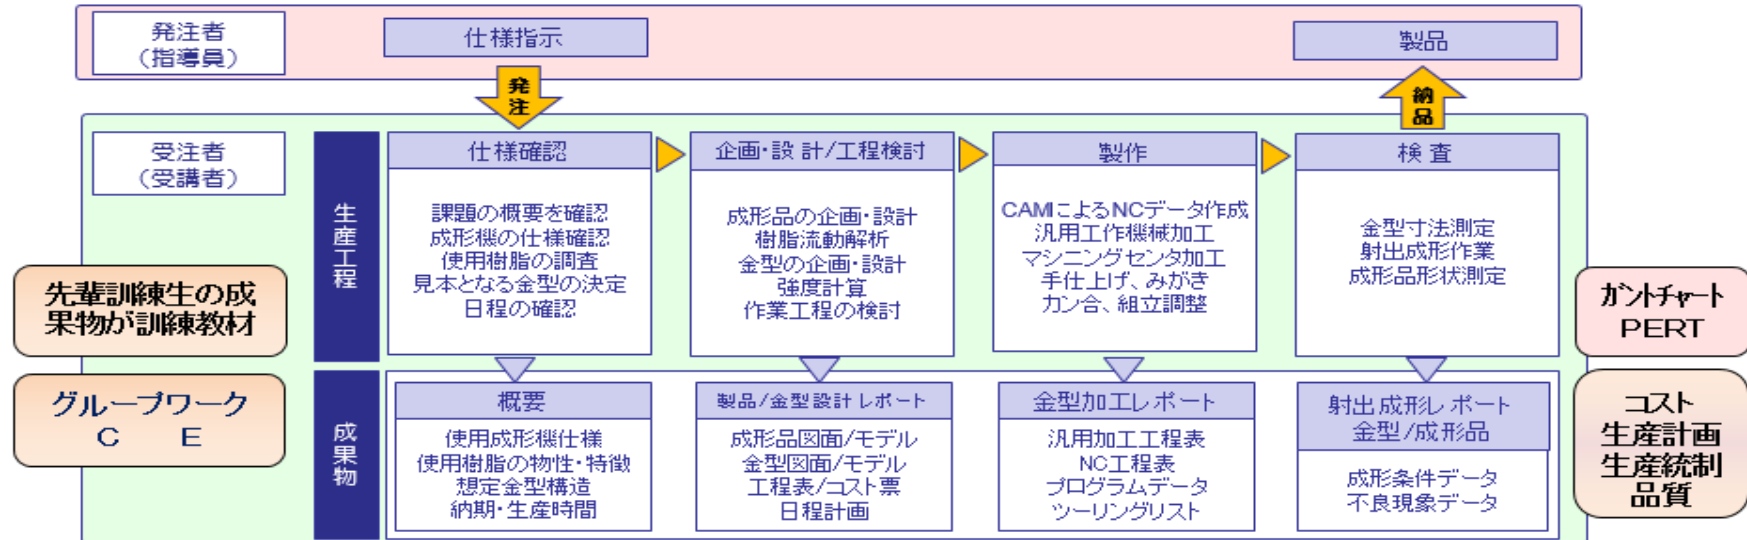 発注者
(指導員)
仕様指示
製品
発
注
納
品
受注者
(受講者)
生産工程
仕様確認
課題の概要を確認
成形機の仕様確認
使用樹脂の調査
見本となる金型の決定
日程の確認
企画・設計/工程検討
成形品の企画・設計
樹脂流動解析
金型の企画・設計
強度計算
作業工程の検討
製作
CAMによるNCデータ作成
汎用工作機械加工
マシニングセンタ加工
手仕上げ、みがき
カン合、組立調整
検査
金型寸法測定
射出成形作業
成形品形状測定
先輩訓練生の成
果物が訓練教材
グループワーク
C E
ガントチャート
PERT
コスト
生産計画
生産統制
品質
成果物
概要
使用成形機仕様
使用樹脂の物性・特徴
想定金型構造
納期・生産時間
製品/金型設計レポート
成形品図面/モデル
金型図面/モデル
工程表/コスト票
日程計画
金型加工レポート
汎用加工工程表
NC工程表
プログラムデータ
ツーリングリスト
射出成形レポート
金型/成形品
成形条件データ
不良現象データ